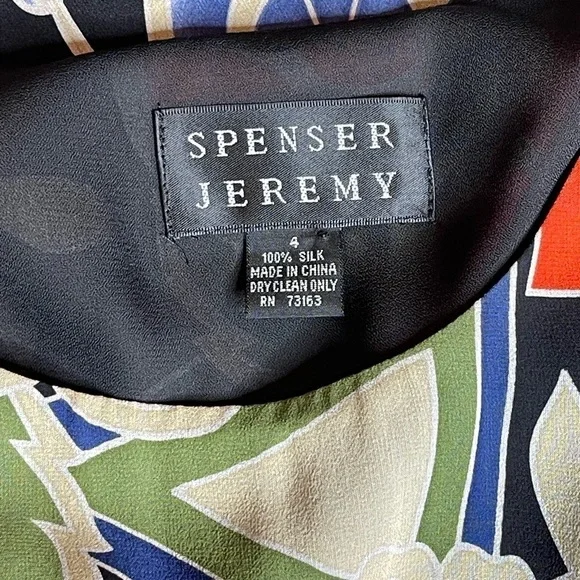 SPENSER
JEREMY
4
100% SILK
MADE IN CHINA
DRY CLEAN ONLY
RN 73163